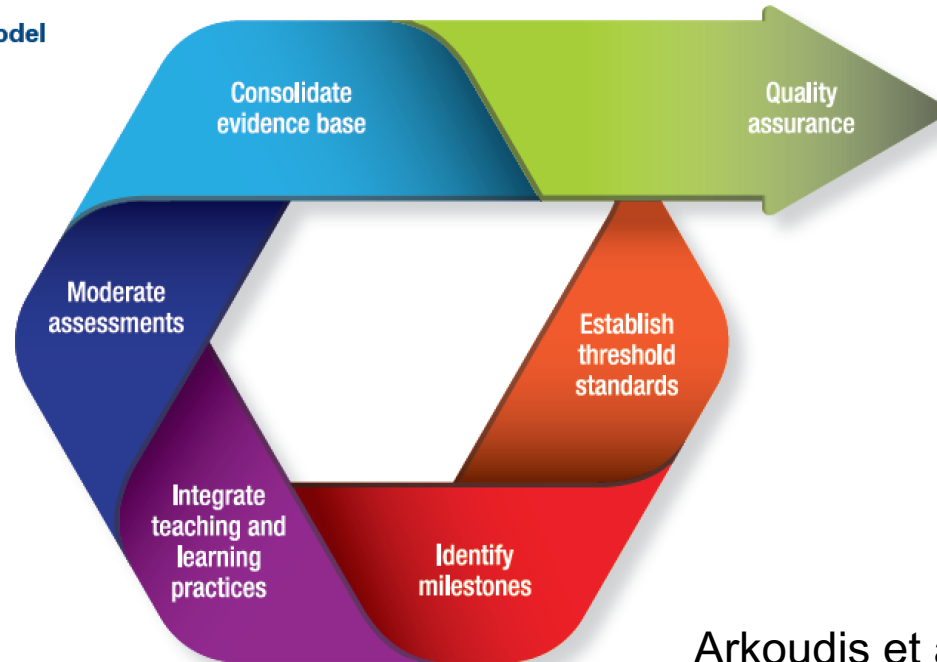 Consolidate
evidence base
Quality
assurance
Moderate
assessments
Establish
threshold
standards
Integrate
teaching and
learning
practices
Identify
milestones
Arkoudis et